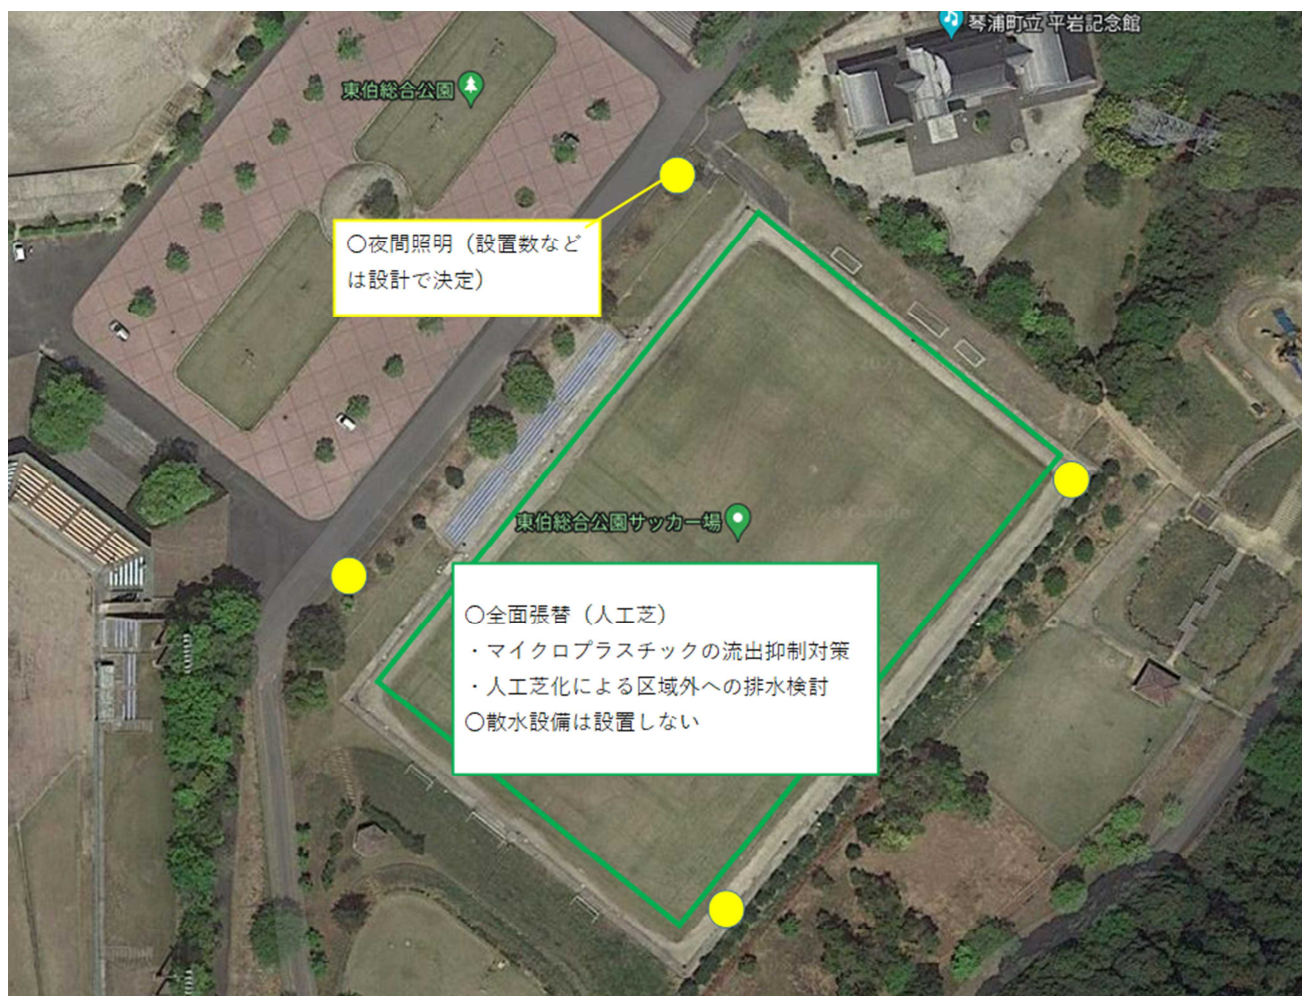 琴浦町立 平岩記念館
東伯総合公園
〇夜間照明（設置数など
は設計で決定）
東伯総合公園サッカー場
〇全面張替（人工芝）
・マイクロプラスチックの流出抑制対策
・人工芝化による区域外への排水検討
〇散水設備は設置しない